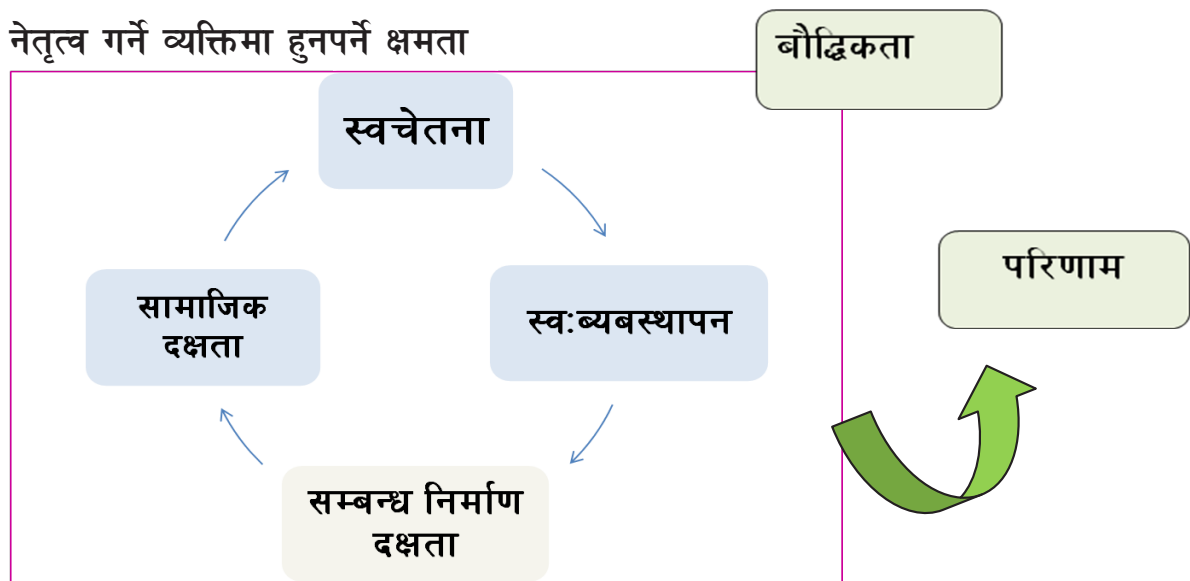 नेतृत्व गर्ने व्यक्तिमा हुनपर्ने क्षमता
बौद्धिकता
स्वचेतना
परिणाम
सामाजिक
दक्षता
स्व:ब्यबस्थापन
सम्बन्ध निर्माण
दक्षता